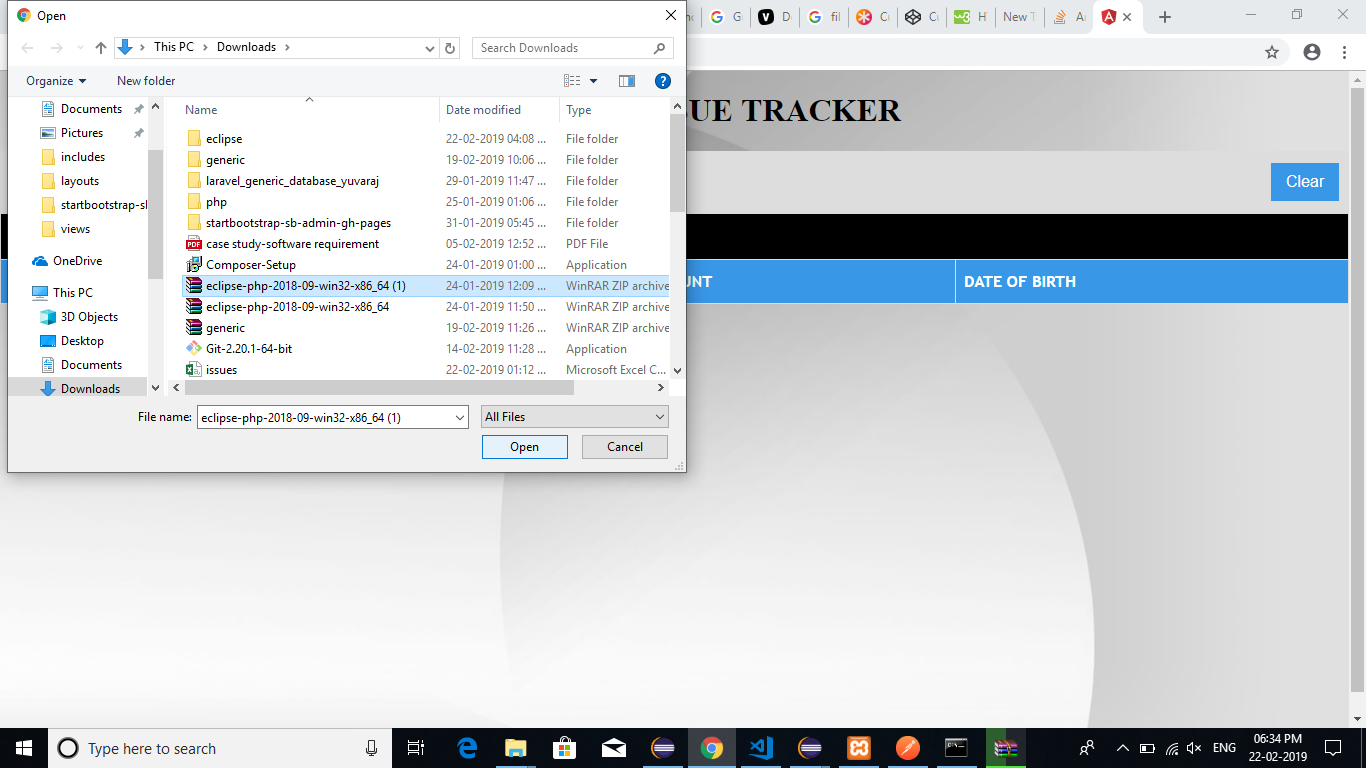 Open
G
D
fil
Cu
Cu
H
New T
A
This PC
Downloads
Search Downloads
Organize
New folder
Name
Date modified
Type
Documents
Pictures
includes
layouts
startbootstrap-sl
views
OneDrive
This PC
3D Objects
Desktop
Documents
Downloads
eclipse 22-02-2019 04:08 ... File folder
generic 19-02-2019 10:06 ... File folder
laravel_generic_database_yuvaraj 29-01-2019 11:47 ... File folder
php 25-01-2019 01:06 ... File folder
startbootstrap-sb-admin-gh-pages 31-01-2019 05:45 ... File folder
PDF case study-software requirement 05-02-2019 12:52 ... PDF File
Composer-Setup 24-01-2019 01:00 ... Application
eclipse-php-2018-09-win32-x86_64 (1) 24-01-2019 12:09 ... WinRAR ZIP archive
eclipse-php-2018-09-win32-x86_64 24-01-2019 11:50 ... WinRAR ZIP archive
generic 19-02-2019 11:26 ... WinRAR ZIP archive
Git-2.20.1-64-bit 14-02-2019 11:28 ... Application
issues 22-02-2019 01:12 ... Microsoft Excel C...
File name: eclipse-php-2018-09-win32-x86_64 (1) All Files
Open Cancel
UE TRACKER
Clear
UNT
DATE OF BIRTH
Type here to search
ENG
06:34 PM
22-02-2019